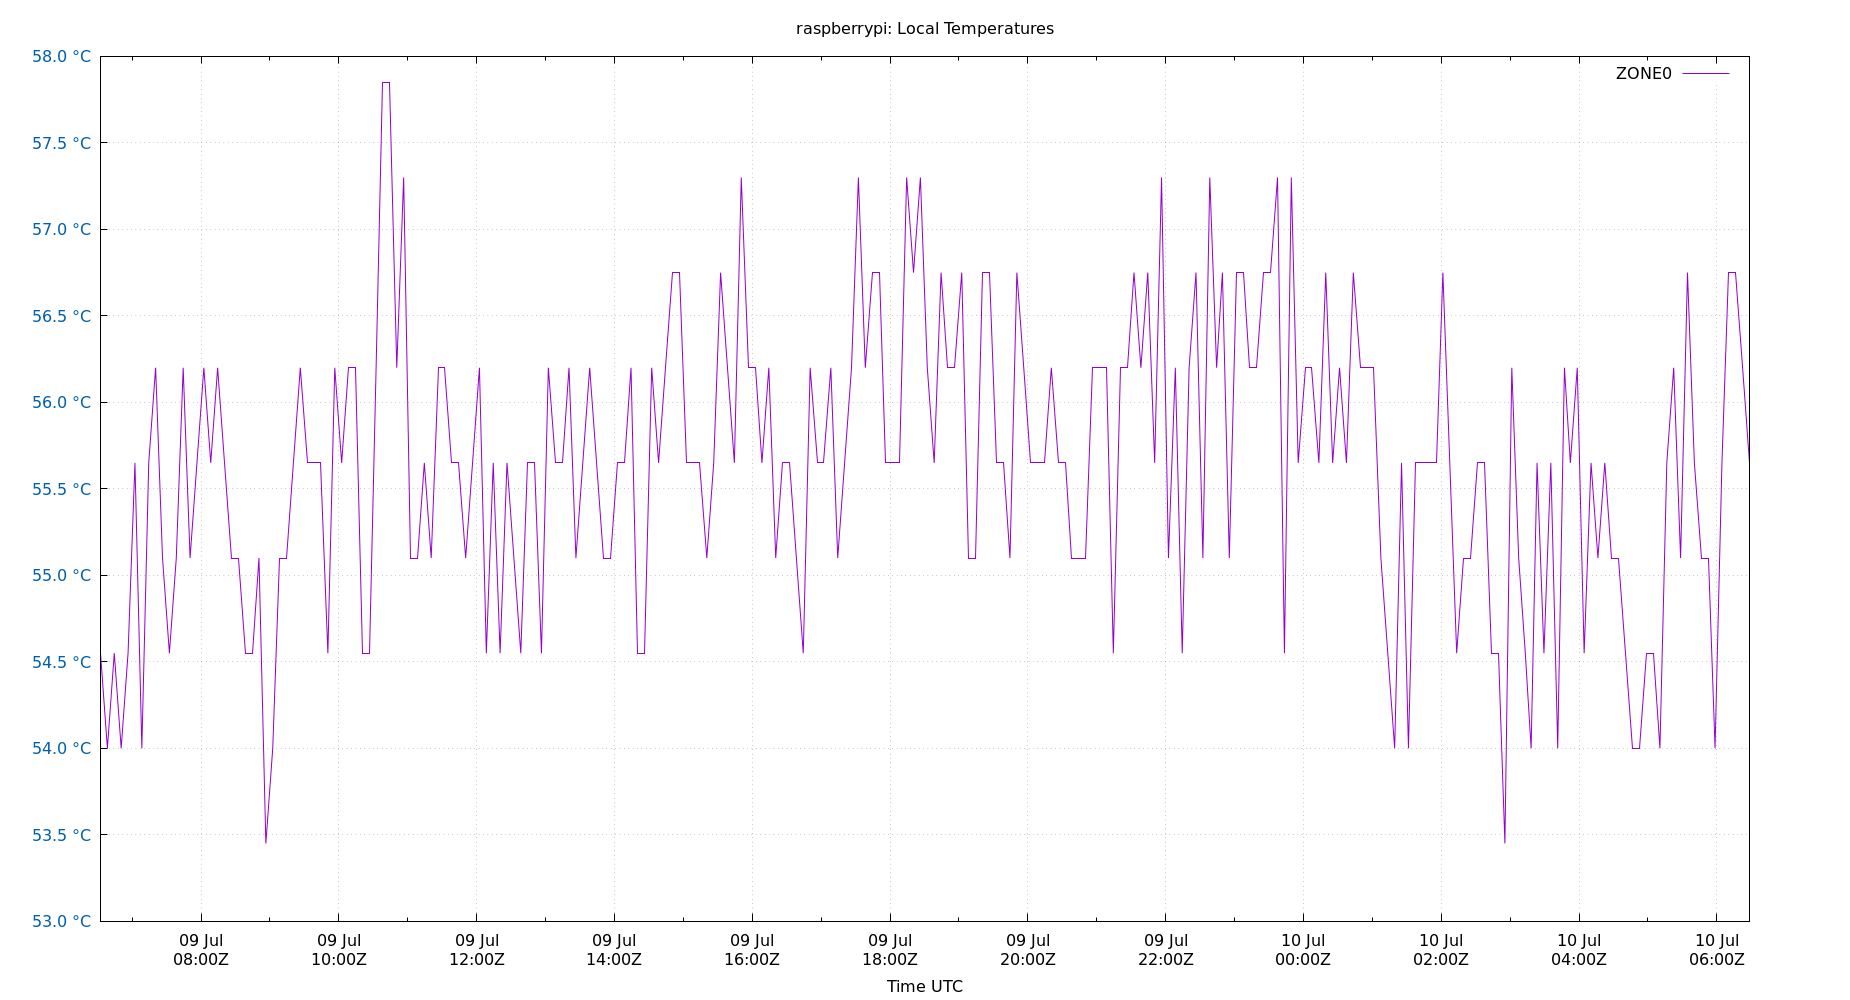 raspberrypi: Local Temperatures
58.0 °C
ZONE0
57.5 °C
57.0 °C
56.5 °C
56.0 °C
55.5 °C
55.0 °C
54.5 °C
54.0 °C
53.5 °C
53.0 °C
09 Jul 09 Jul 09 Jul 09 Jul 09 Jul 09 Jul 09 Jul 09 Jul 10 Jul 10 Jul 10 Jul 10 Jul
08:00Z 10:00Z 12:00Z 14:00Z 16:00Z 18:00Z 20:00Z 22:00Z 00:00Z 02:00Z 04:00Z 06:00Z
Time UTC